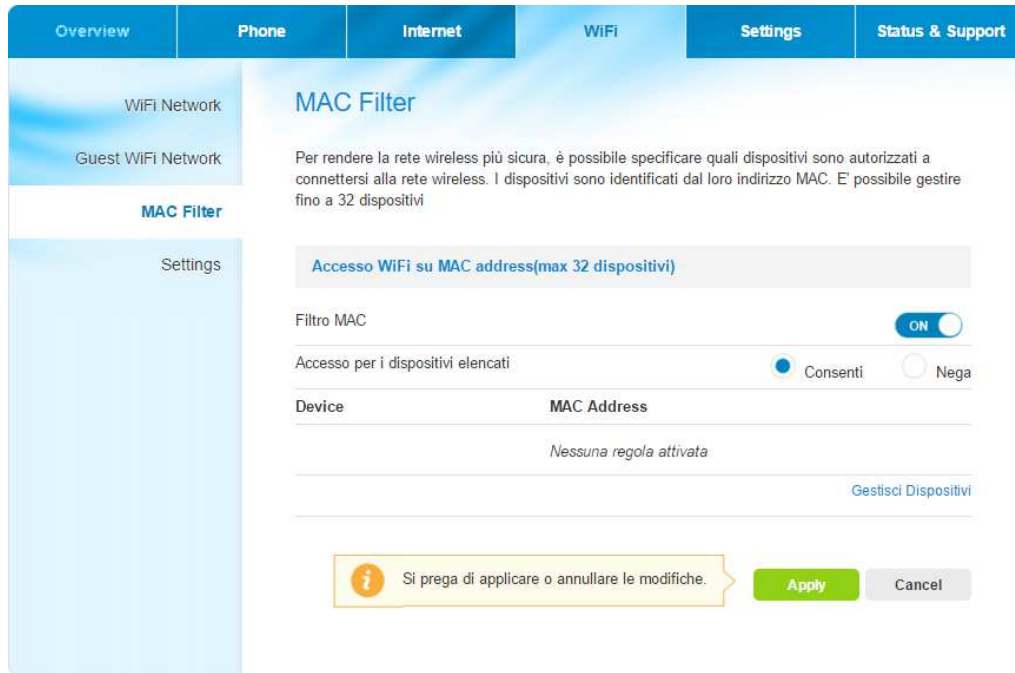 Overview Phone Internet WiFi Settings Status & Support
WiFi Network
Guest WiFi Network
MAC Filter
Settings
MAC Filter
Per rendere la rete wireless più sicura, è possibile specificare quali dispositivi sono autorizzati a
connettersi alla rete wireless. I dispositivi sono identificati dal loro indirizzo MAC. E' possibile gestire
fino a 32 dispositivi
Accesso WiFi su MAC address(max 32 dispositivi)
Filtro MAC ON
Accesso per i dispositivi elencati Consenti Nega
Device MAC Address
Nessuna regola attivata
Gestisci Dispositivi
i Si prega di applicare o annullare le modifiche. Apply Cancel